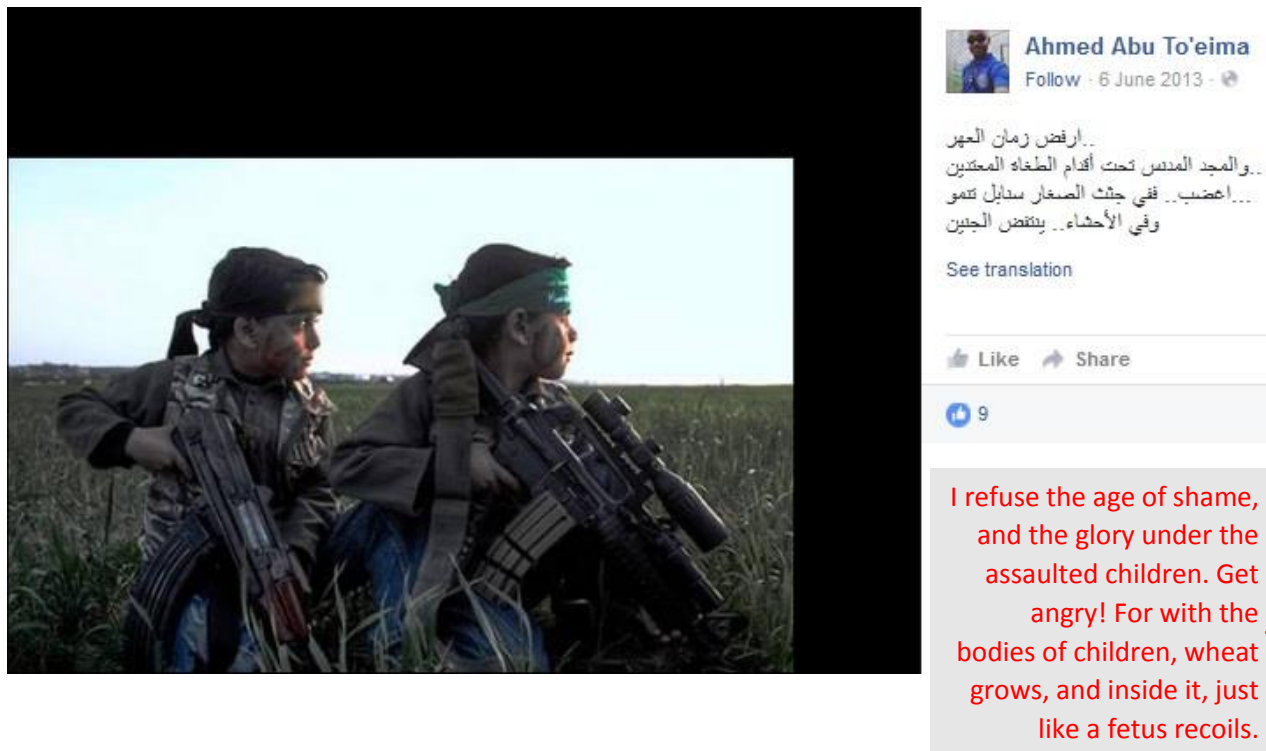 Ahmed Abu To'eima
Follow · 6 June 2013 ·
ارفض زمان العهر..
والمجد المدنس تحت أقدام الطغاه المعتدين..
اعضب.. ففي جثث الصغار سنابل تنمو...
وفي الأحشاء.. ينتفض الجنين
See translation
Like Share
9
I refuse the age of shame,
and the glory under the
assaulted children. Get
angry! For with the
bodies of children, wheat
grows, and inside it, just
like a fetus recoils.